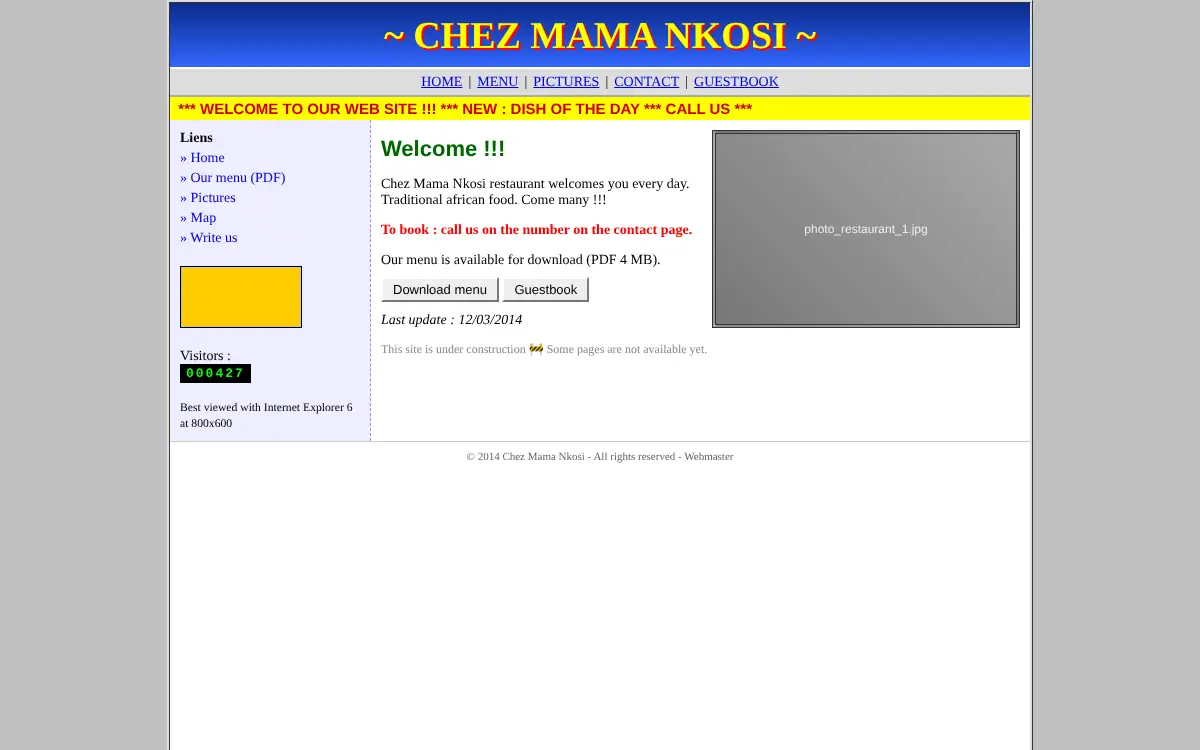 ~ CHEZ MAMA NKOSI ~
HOME | MENU | PICTURES | CONTACT | GUESTBOOK
*** WELCOME TO OUR WEB SITE !!! *** NEW : DISH OF THE DAY *** CALL US ***
Liens
» Home
» Our menu (PDF)
» Pictures
» Map
» Write us
Visitors :
000427
Best viewed with Internet Explorer 6
at 800x600
Welcome !!!
Chez Mama Nkosi restaurant welcomes you every day.
Traditional african food. Come many !!!
To book : call us on the number on the contact page.
Our menu is available for download (PDF 4 MB).
Download menu Guestbook
Last update : 12/03/2014
This site is under construction 🚧 Some pages are not available yet.
photo_restaurant_1.jpg
© 2014 Chez Mama Nkosi - All rights reserved - Webmaster